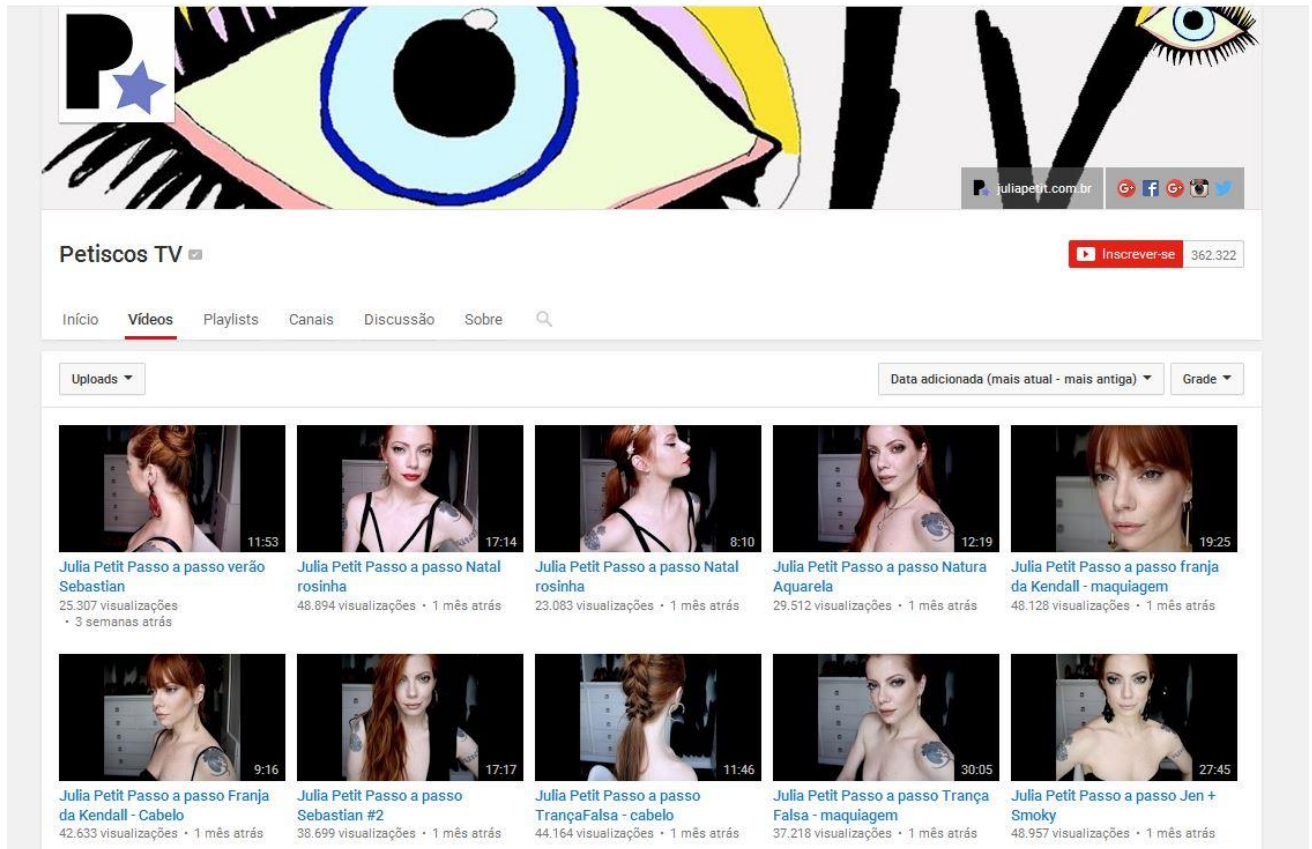 P
TV
juliapetit.com.br
Petiscos TV
Inscrever-se 362.322
Início Vídeos Playlists Canais Discussão Sobre
Uploads Data adicionada (mais atual - mais antiga) Grade
11:53 17:14 8:10 12:19 19:25
Julia Petit Passo a passo verão
Sebastian
25.307 visualizações
• 3 semanas atrás
Julia Petit Passo a passo Natal
rosinha
48.894 visualizações • 1 mês atrás
Julia Petit Passo a passo Natal
rosinha
23.083 visualizações • 1 mês atrás
Julia Petit Passo a passo Natura
Aquarela
29.512 visualizações • 1 mês atrás
Julia Petit Passo a passo franja
da Kendall - maquiagem
48.128 visualizações • 1 mês atrás
9:16 17:17 11:46 30:05 27:45
Julia Petit Passo a passo Franja
da Kendall - Cabelo
42.633 visualizações • 1 mês atrás
Julia Petit Passo a passo
Sebastian #2
38.699 visualizações • 1 mês atrás
Julia Petit Passo a passo
TrançaFalsa - cabelo
44.164 visualizações • 1 mês atrás
Julia Petit Passo a passo Trança
Falsa - maquiagem
37.218 visualizações • 1 mês atrás
Julia Petit Passo a passo Jen +
Smoky
48.957 visualizações • 1 mês atrás